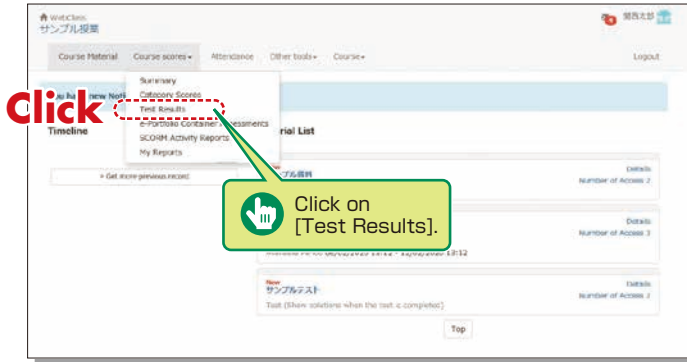 WebClass
サンプル授業
関西太郎
Course Material Course scores Attendance Other tools Course Logout
Summary
Category Scores
Test Results
e-Portfolio Container Assessments
SCORM Activity Reports
My Reports
You have new Noti
Click
Timeline
rial List
+ Get more previous record
サンプル資料
Details
Number of Access 2
Click on
[Test Results].
Details
Number of Access 3
New
サンプルテスト
Test (Show solutions when the test is completed)
Details
Number of Access 2
Top